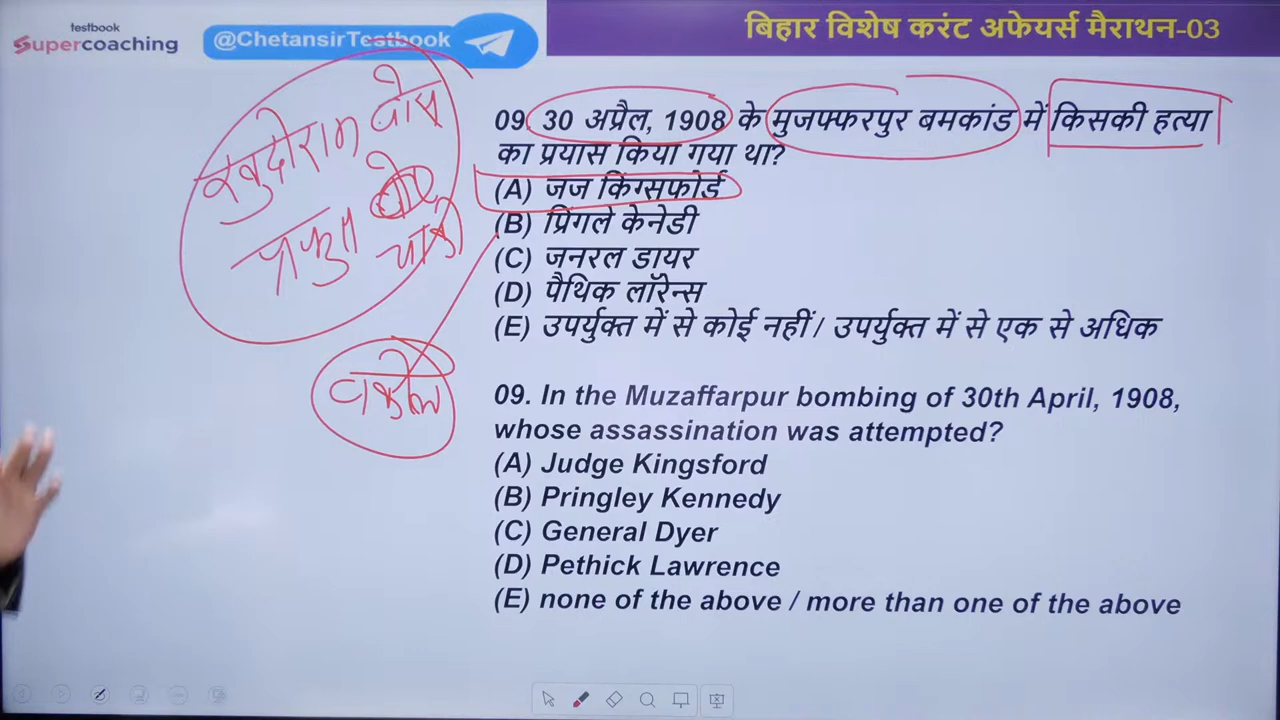 testbook
Supercoaching
@ChetansirTestbook
बिहार विशेष करंट अफेयर्स मैराथन-03
खुदीराम बोस
प्रफुल्ल
चाकी
वकील
09. 30 अप्रैल, 1908 के मुजफ्फरपुर बमकांड में किसकी हत्या
का प्रयास किया गया था?
(A) जज किंग्सफोर्ड
(B) प्रिंगले केनेडी
(C) जनरल डायर
(D) पैथिक लॉरेन्स
(E) उपर्युक्त में से कोई नहीं/ उपर्युक्त में से एक से अधिक
09. In the Muzaffarpur bombing of 30th April, 1908,
whose assassination was attempted?
(A) Judge Kingsford
(B) Pringley Kennedy
(C) General Dyer
(D) Pethick Lawrence
(E) none of the above / more than one of the above